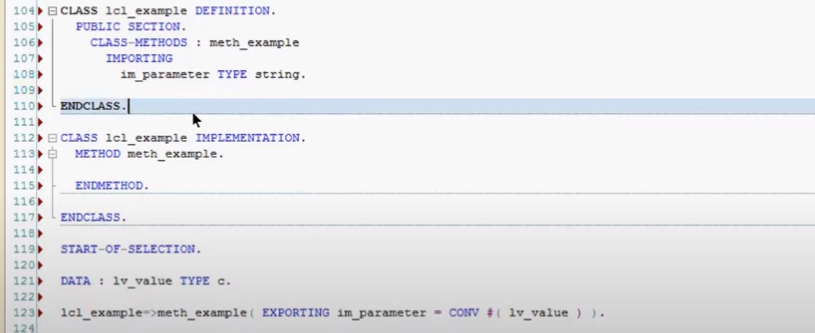 104 CLASS lcl_example DEFINITION.
105 PUBLIC SECTION.
106 CLASS-METHODS : meth_example
107 IMPORTING
108 im_parameter TYPE string.
109
110 ENDCLASS.
111
112 CLASS lcl_example IMPLEMENTATION.
113 METHOD meth_example.
114
115 ENDMETHOD.
116
117 ENDCLASS.
118
119 START-OF-SELECTION.
120
121 DATA : lv_value TYPE c.
122
123 lcl_example=>meth_example( EXPORTING im_parameter = CONV #( lv_value ) ).
124